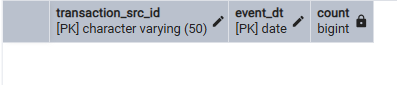 transaction_src_id
[PK] character varying (50)
event_dt
[PK] date
count
bigint